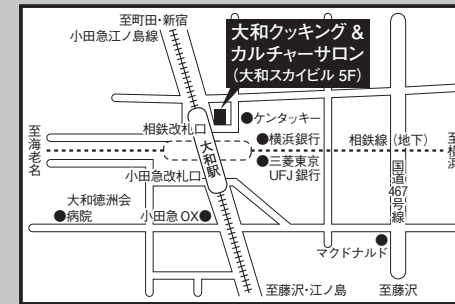 至町田・新宿
小田急江ノ島線
大和クッキング &
カルチャーサロン
(大和スカイビル 5F)
ケンタッキー
相鉄改札口
横浜銀行
相鉄線(地下)
至海老名
大和駅
至横浜
三菱東京
UFJ 銀行
小田急改札口
国道467号線
大和徳洲会
病院
小田急 OX
マクドナルド
至藤沢・江ノ島
至藤沢